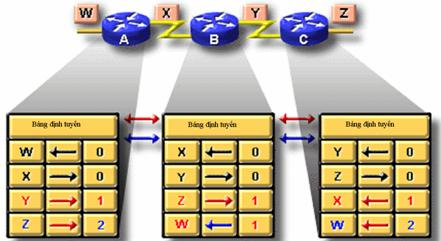 W X Y Z
A B C
Bảng định tuyến Bảng định tuyến Bảng định tuyến
W 0 X 0 Y 0
X 0 Y 0 Z 0
Y 1 Z 1 X 1
Z 2 W 1 W 2